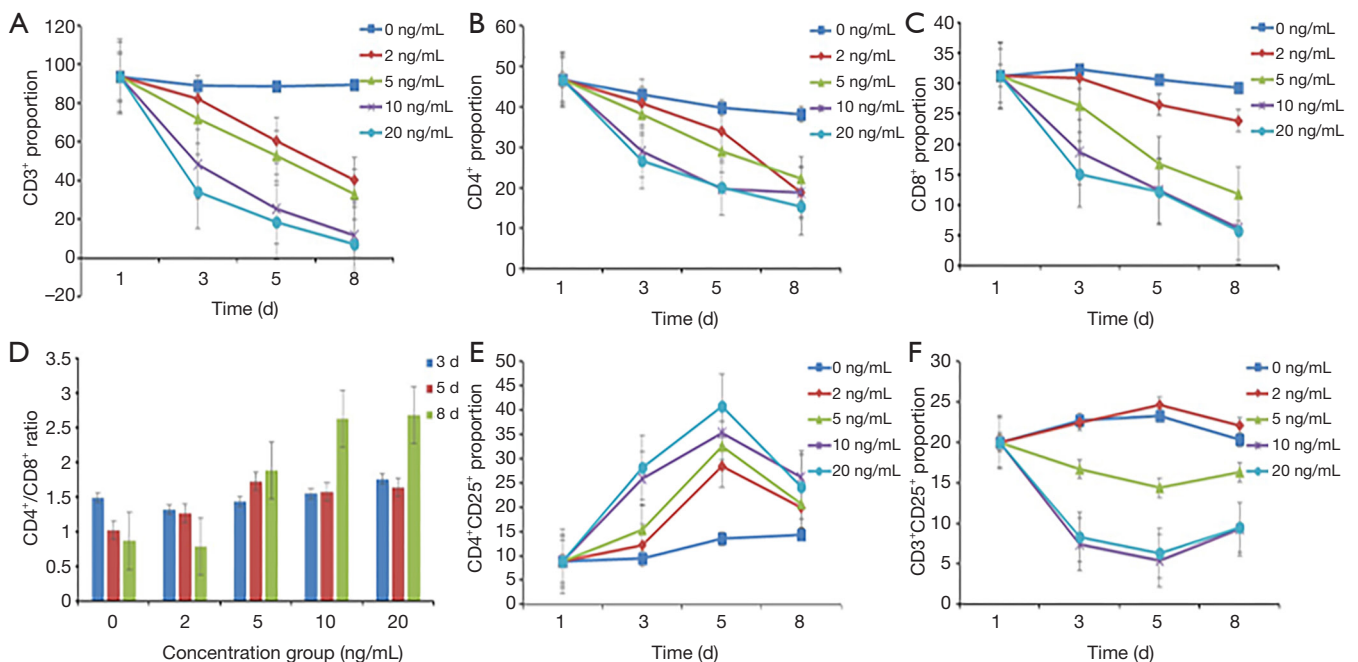 A
CD3+ proportion
120
100
80
60
40
20
0
−20
1 3 5 8
Time (d)
0 ng/mL
2 ng/mL
5 ng/mL
10 ng/mL
20 ng/mL
B
CD4+ proportion
60
50
40
30
20
10
0
1 3 5 8
Time (d)
0 ng/mL
2 ng/mL
5 ng/mL
10 ng/mL
20 ng/mL
C
CD8+ proportion
40
35
30
25
20
15
10
5
0
1 3 5 8
Time (d)
0 ng/mL
2 ng/mL
5 ng/mL
10 ng/mL
20 ng/mL
D
CD4+/CD8+ ratio
3.5
3
2.5
2
1.5
1
0.5
0
0 2 5 10 20
Concentration group (ng/mL)
3 d
5 d
8 d
E
CD4+CD25+ proportion
50
45
40
35
30
25
20
15
10
5
0
1 3 5 8
Time (d)
0 ng/mL
2 ng/mL
5 ng/mL
10 ng/mL
20 ng/mL
F
CD3+CD25+ proportion
30
25
20
15
10
5
0
1 3 5 8
Time (d)
0 ng/mL
2 ng/mL
5 ng/mL
10 ng/mL
20 ng/mL